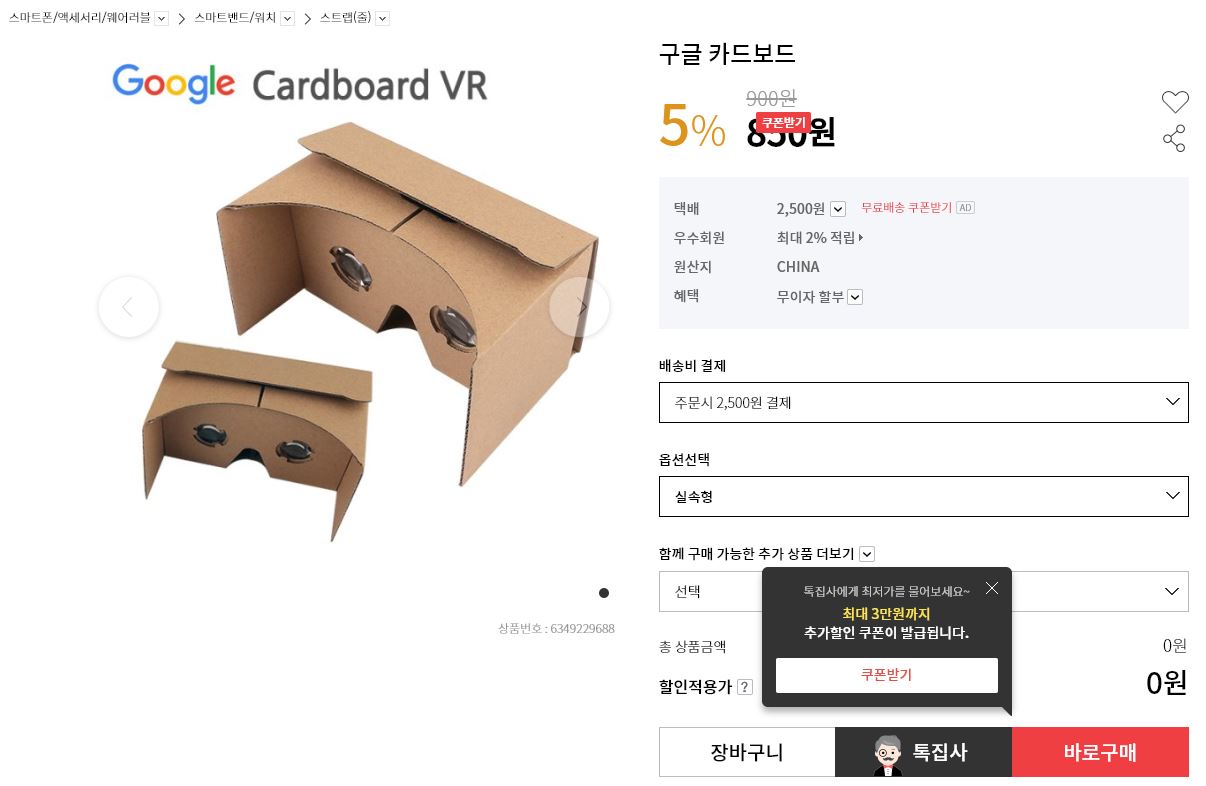 스마트폰/액세서리/웨어러블 > 스마트밴드/워치 > 스트랩(줄)
Google Cardboard VR
상품번호 : 6349229688
구글 카드보드
5%
900원
쿠폰받기
850원
택배 2,500원 무료배송 쿠폰받기 AD
우수회원 최대 2% 적립
원산지 CHINA
혜택 무이자 할부
배송비 결제
주문시 2,500원 결제
옵션선택
실속형
함께 구매 가능한 추가 상품 더보기
선택
톡집사에게 최저가를 물어보세요~
최대 3만원까지
추가할인 쿠폰이 발급됩니다.
쿠폰받기
총 상품금액 0원
할인적용가 ? 0원
장바구니 톡집사 바로구매